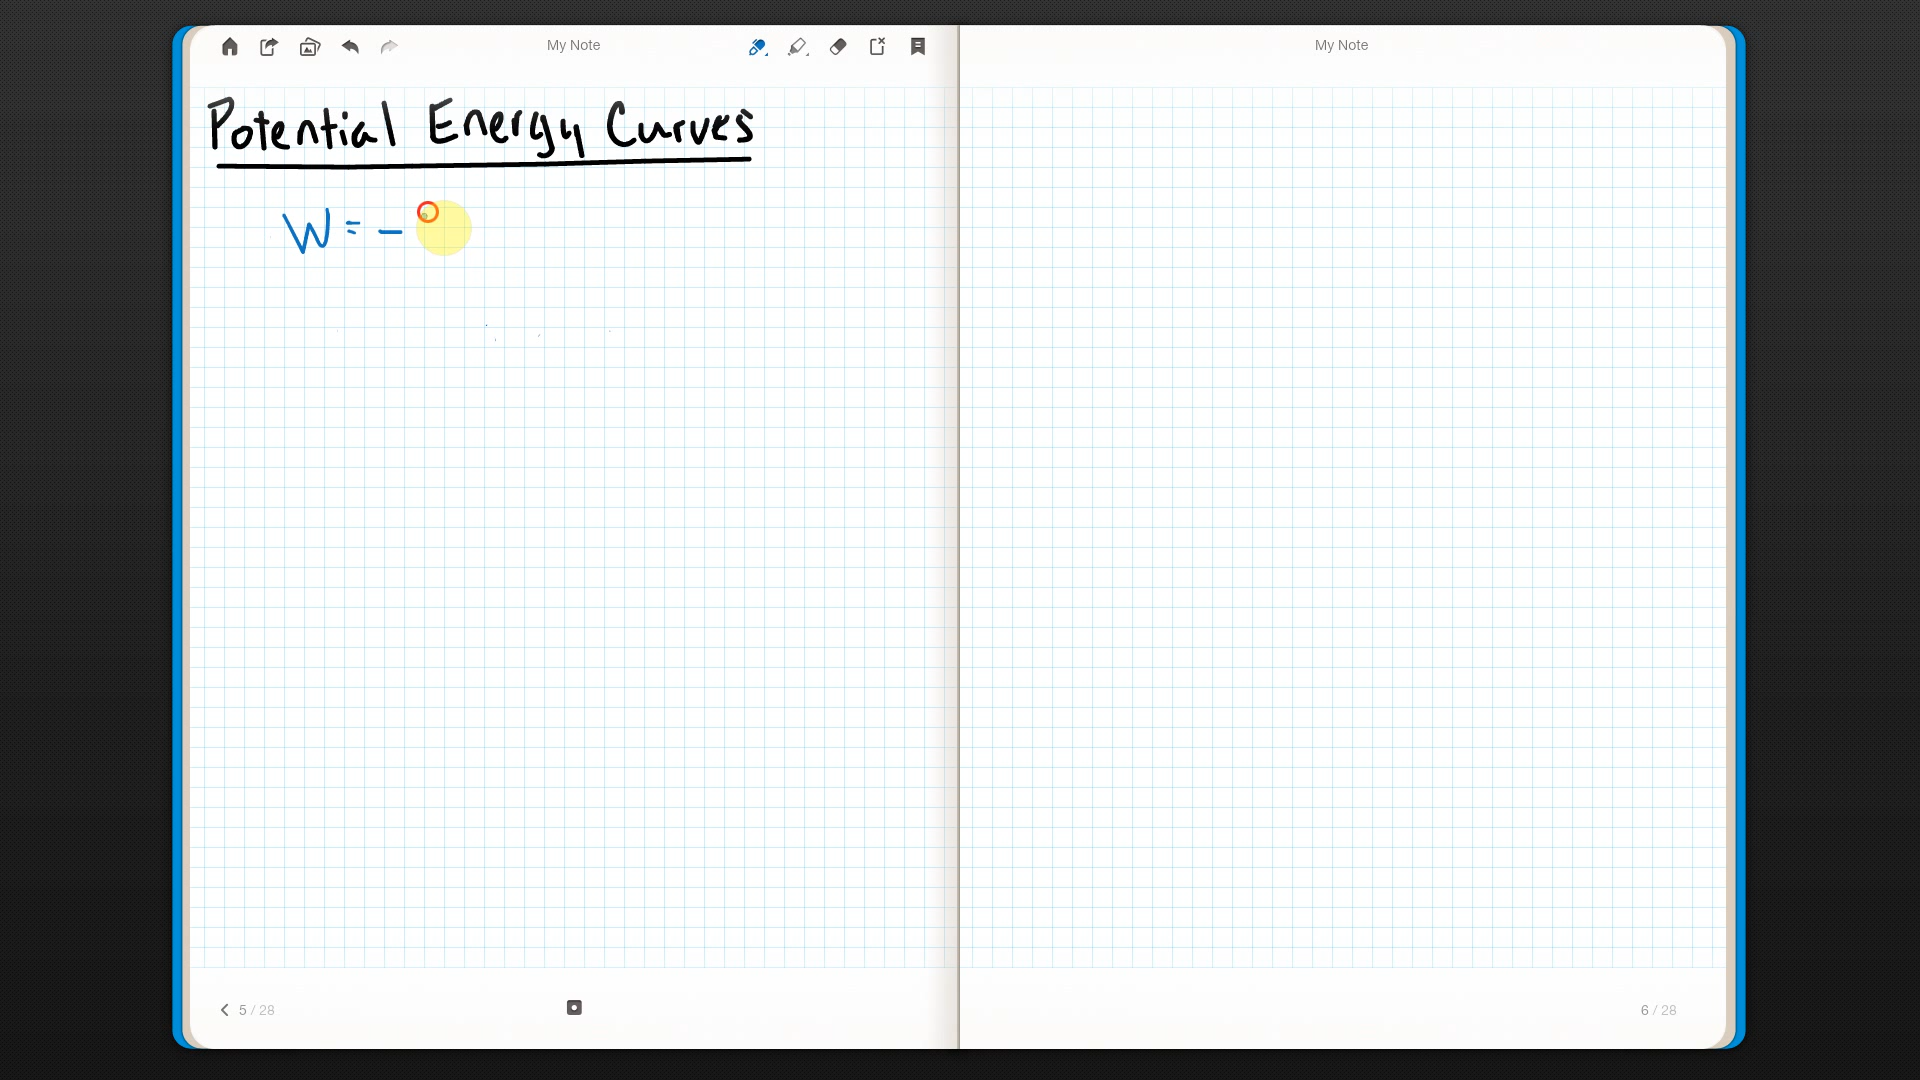 My Note
My Note
Potential Energy Curves
W = -
5 / 28
6 / 28